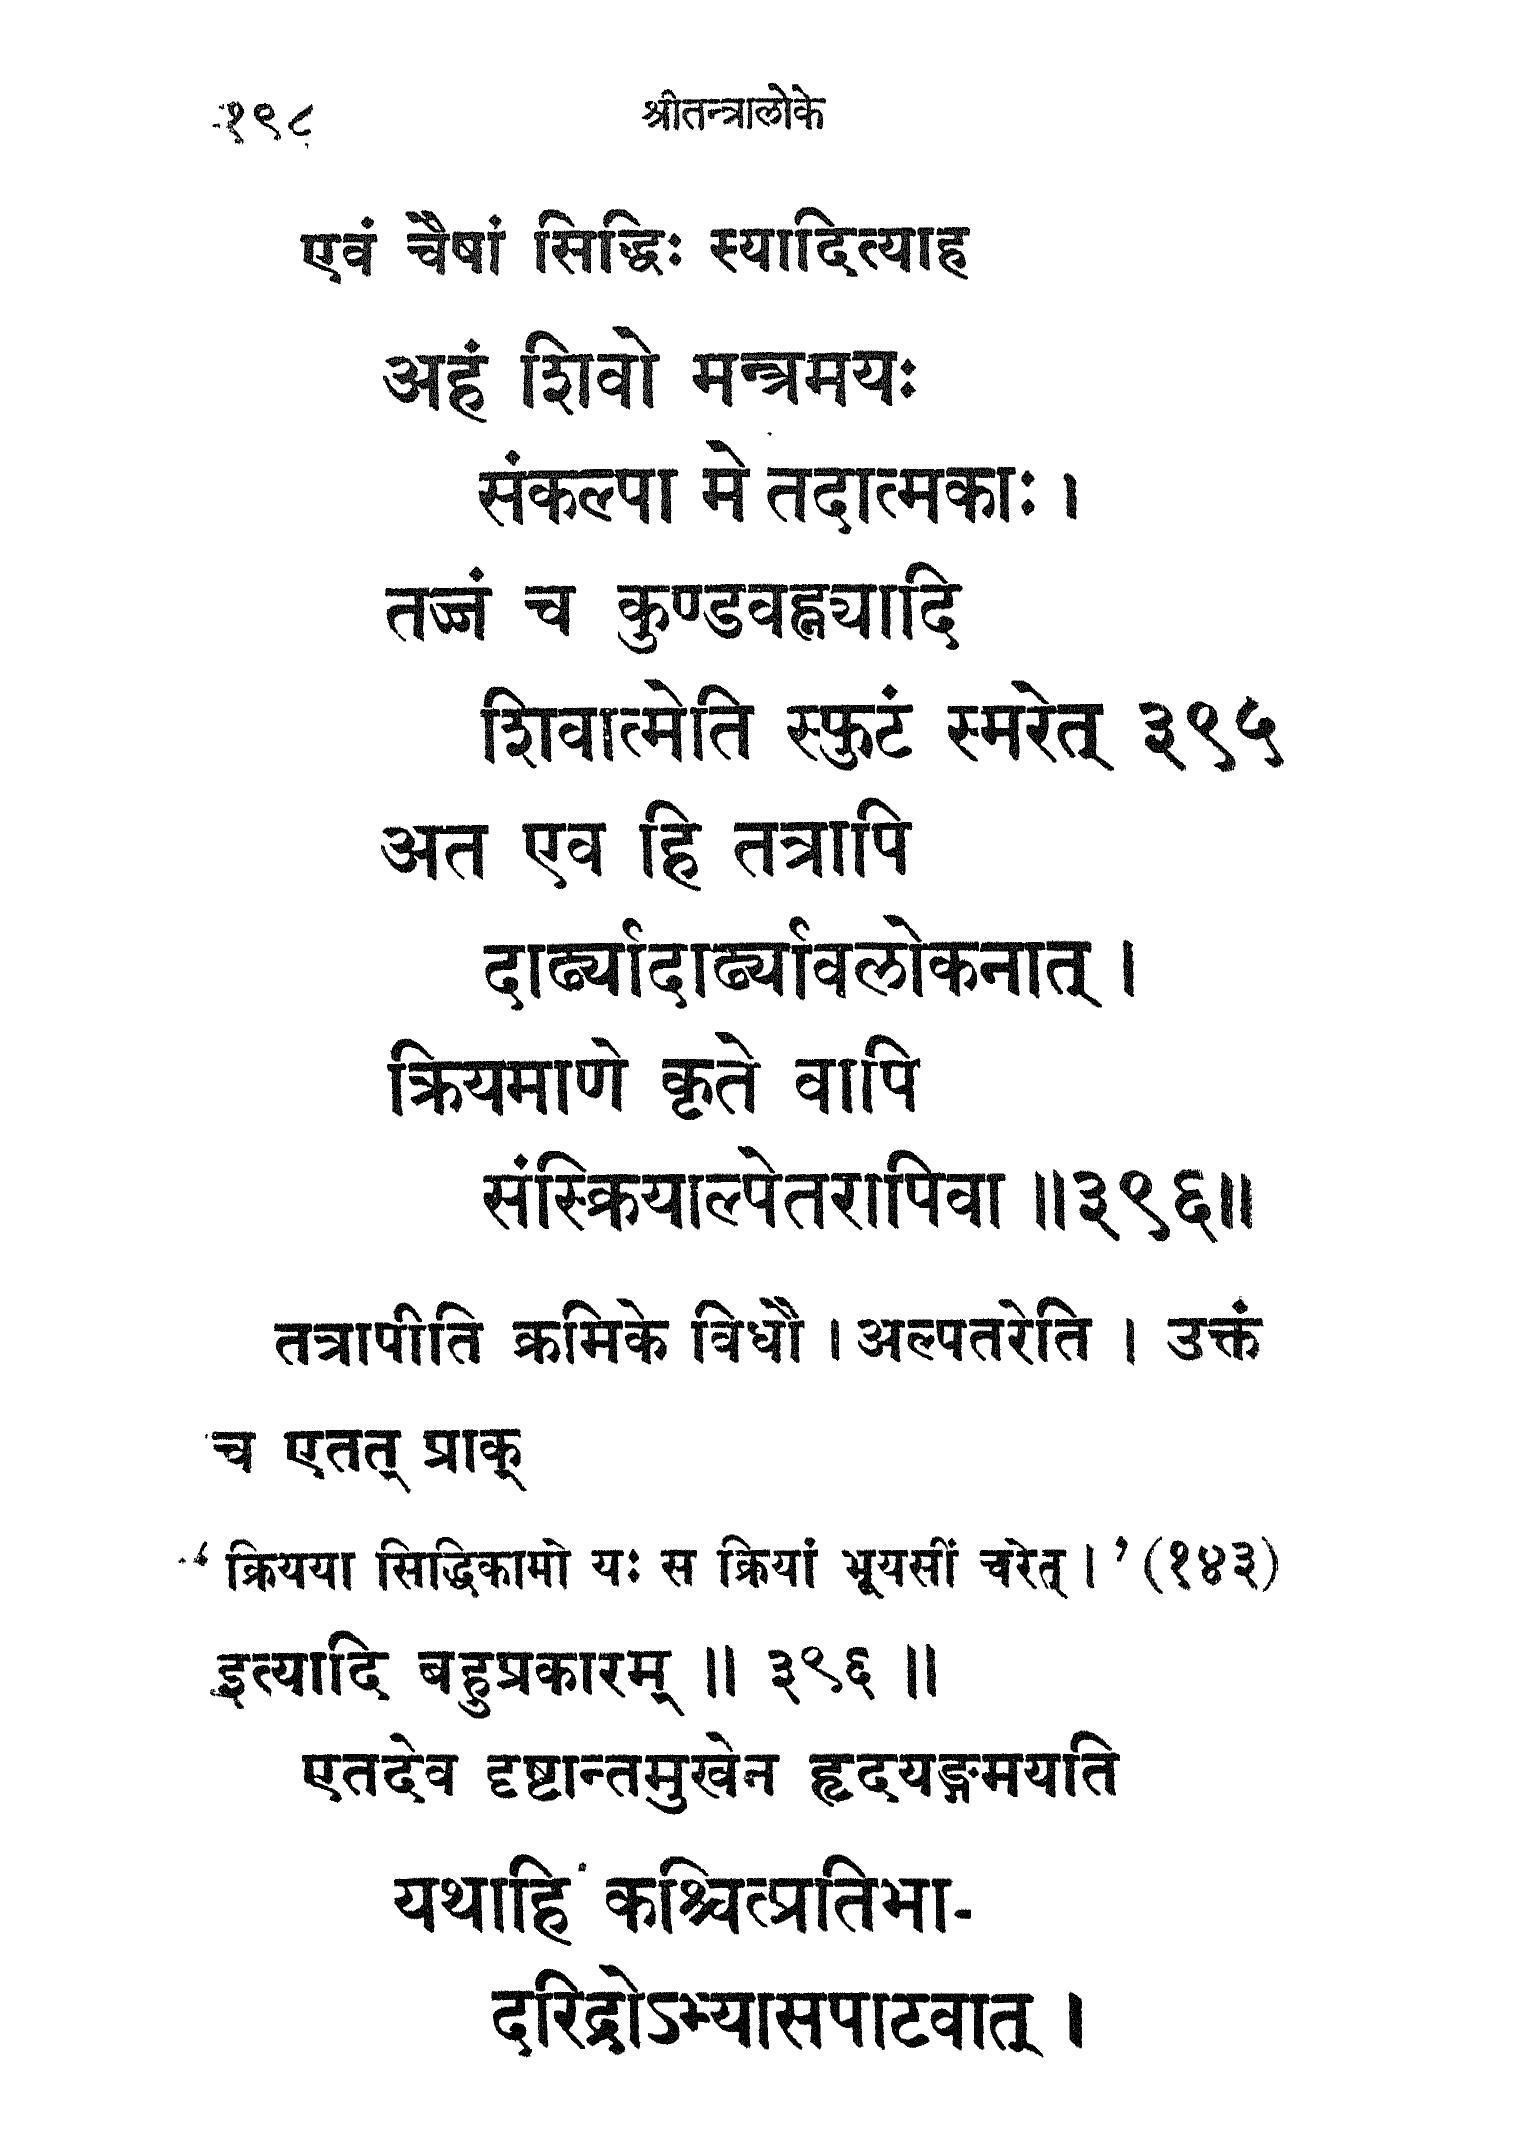 १९८
श्रीतन्त्रालोके
एवं चैषां सिद्धिः स्यादित्याह
अहं शिवो मन्त्रमयः
संकल्पा मे तदात्मकाः ।
तज्जं च कुण्डवह्न्यादि
शिवात्मेति स्फुटं स्मरेत् ३९५
अत एव हि तत्रापि
दार्ढ्यादार्ढ्यावलोकनात् ।
क्रियमाणे कृते वापि
संस्क्रियाल्पेतरापिवा ॥३९६॥
तत्रापीति क्रमिके विधौ । अल्पतरेति । उक्तं
च एतत् प्राक्
‘ क्रियया सिद्धिकामो यः स क्रियां भूयसीं चरेत् । ’ (१४३)
इत्यादि बहुप्रकारम् ॥ ३९६ ॥
एतदेव दृष्टान्तमुखेन हृदयङ्गमयति
यथाहि कश्चित्प्रतिभा-
दरिद्रोऽभ्यासपाटवात् ।